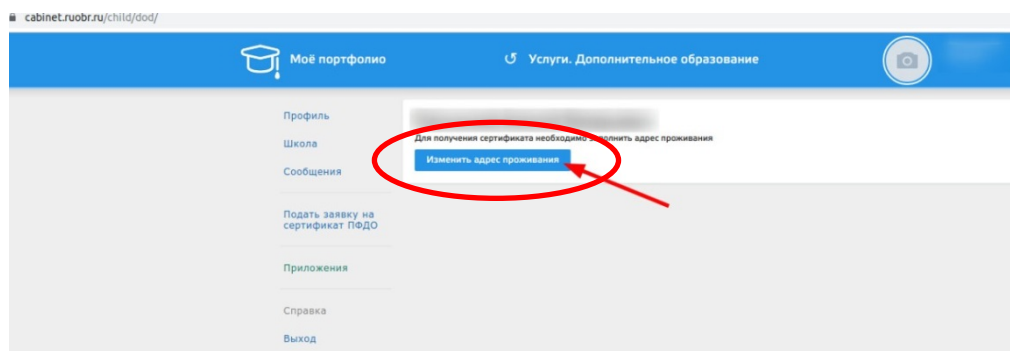 cabinet.ruobr.ru/child/dod/
Моё портфолио
Услуги. Дополнительное образование
Профиль
Школа
Сообщения
Подать заявку на
сертификат ПФДО
Приложения
Справка
Выход
Для получения сертификата необходимо заполнить адрес проживания
Изменить адрес проживания